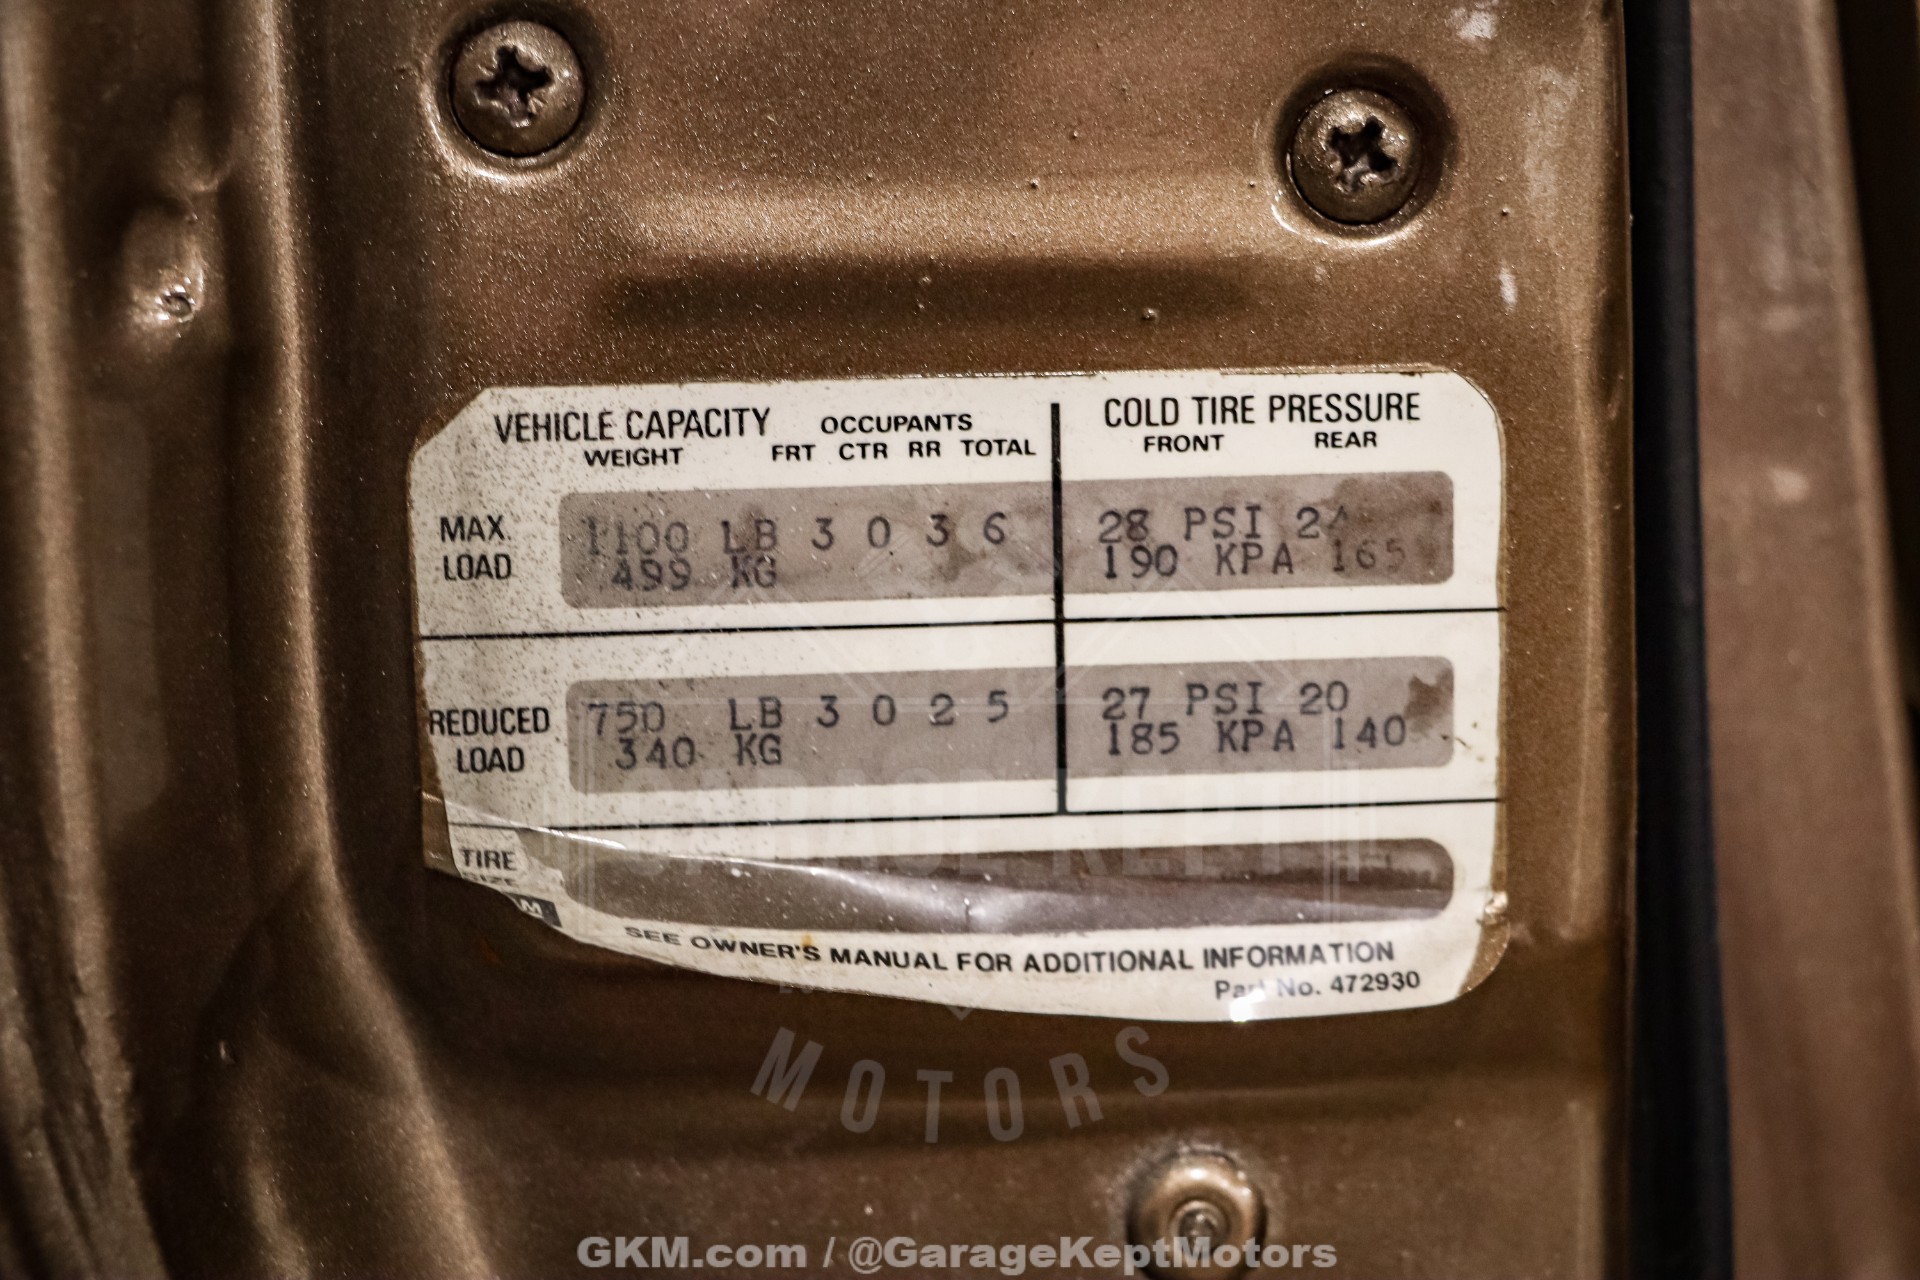 VEHICLE CAPACITY OCCUPANTS COLD TIRE PRESSURE
WEIGHT FRT CTR RR TOTAL FRONT REAR
MAX. LOAD
1100 LB 3 0 3 6 28 PSI
499 KG 190 KPA 165
REDUCED LOAD
750 LB 3 0 2 5 27 PSI 20
340 KG 185 KPA 140
TIRE
SIZE
SEE OWNER'S MANUAL FOR ADDITIONAL INFORMATION
Part No. 472930
GARAGE KEPT
MOTORS
GKM.com / @GarageKeptMotors